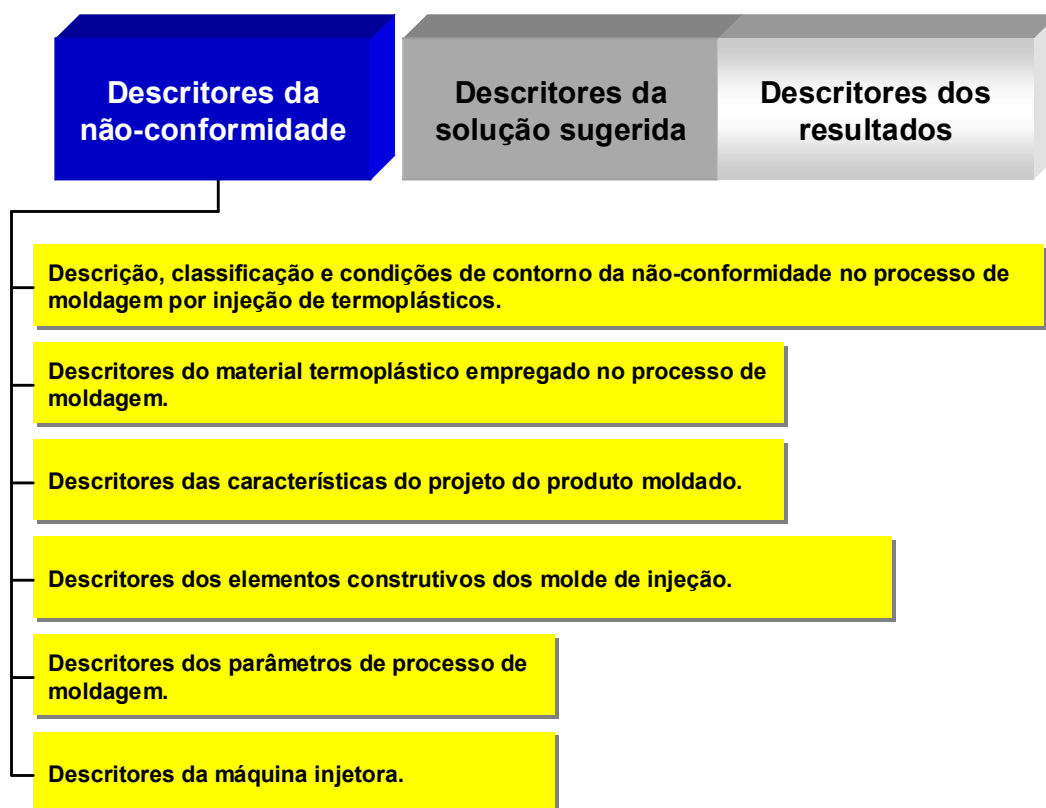 Descritores da
não-conformidade
Descritores da
solução sugerida
Descritores dos
resultados
Descrição, classificação e condições de contorno da não-conformidade no processo de
moldagem por injeção de termoplásticos.
Descritores do material termoplástico empregado no processo de
moldagem.
Descritores das características do projeto do produto moldado.
Descritores dos elementos construtivos dos molde de injeção.
Descritores dos parâmetros de processo de
moldagem.
Descritores da máquina injetora.